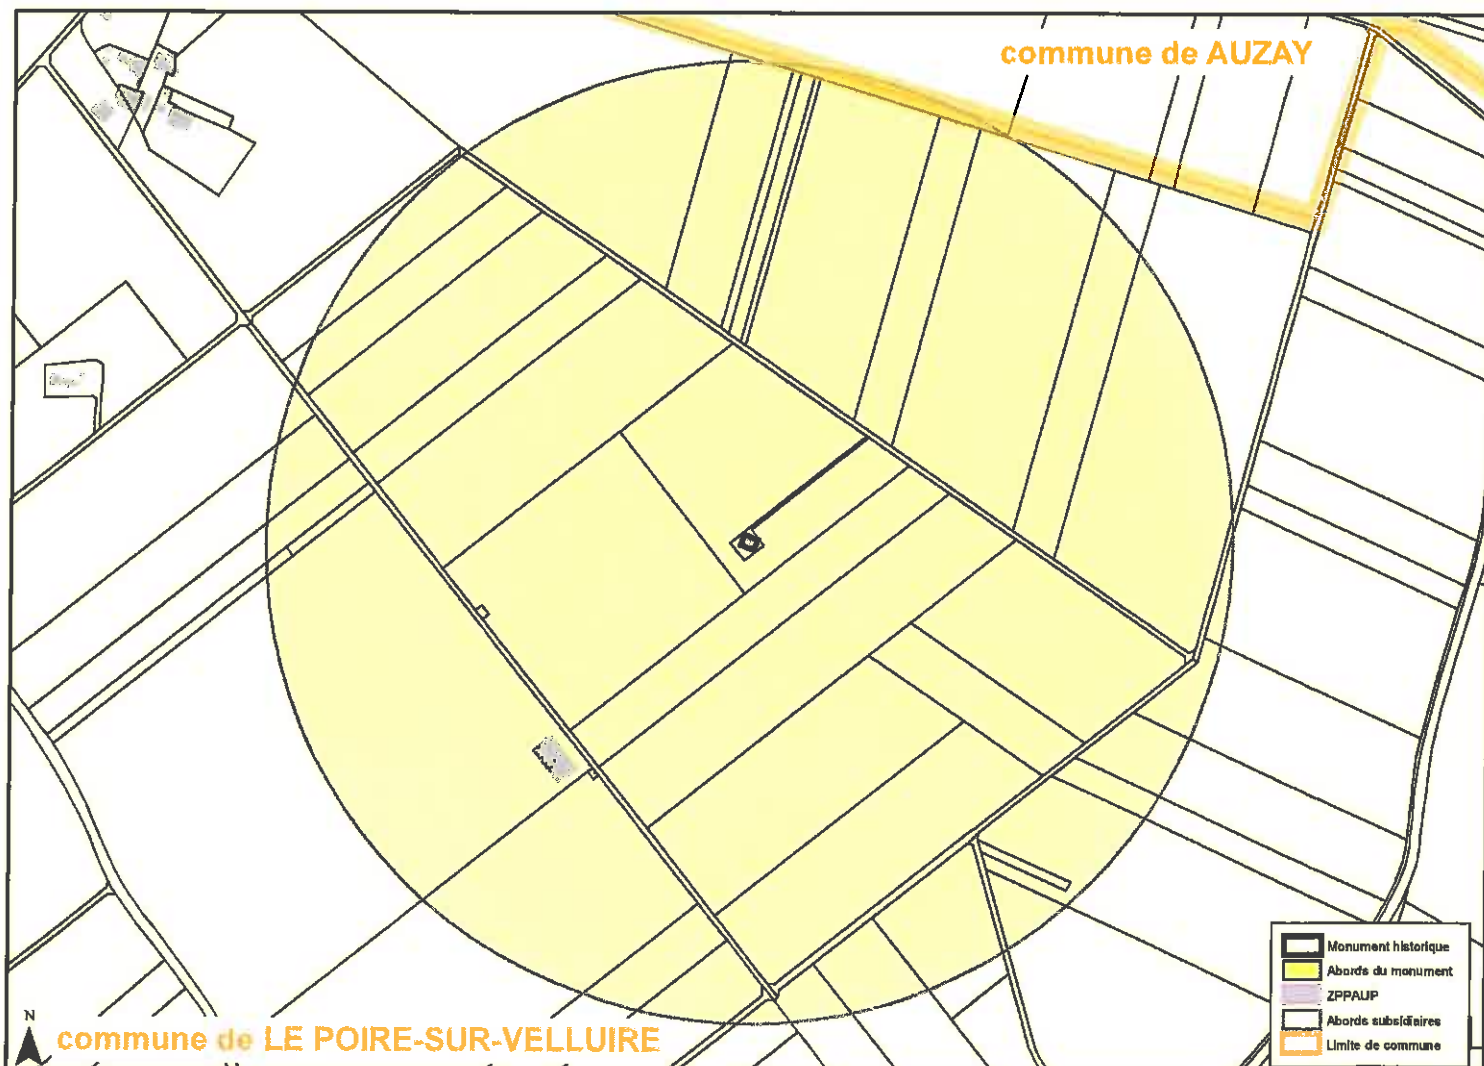 commune de AUZAY
Monument historique
Abords du monument
ZPPAUP
Abords subsidiaires
Limite de commune
N
commune de LE POIRE-SUR-VELLUIRE